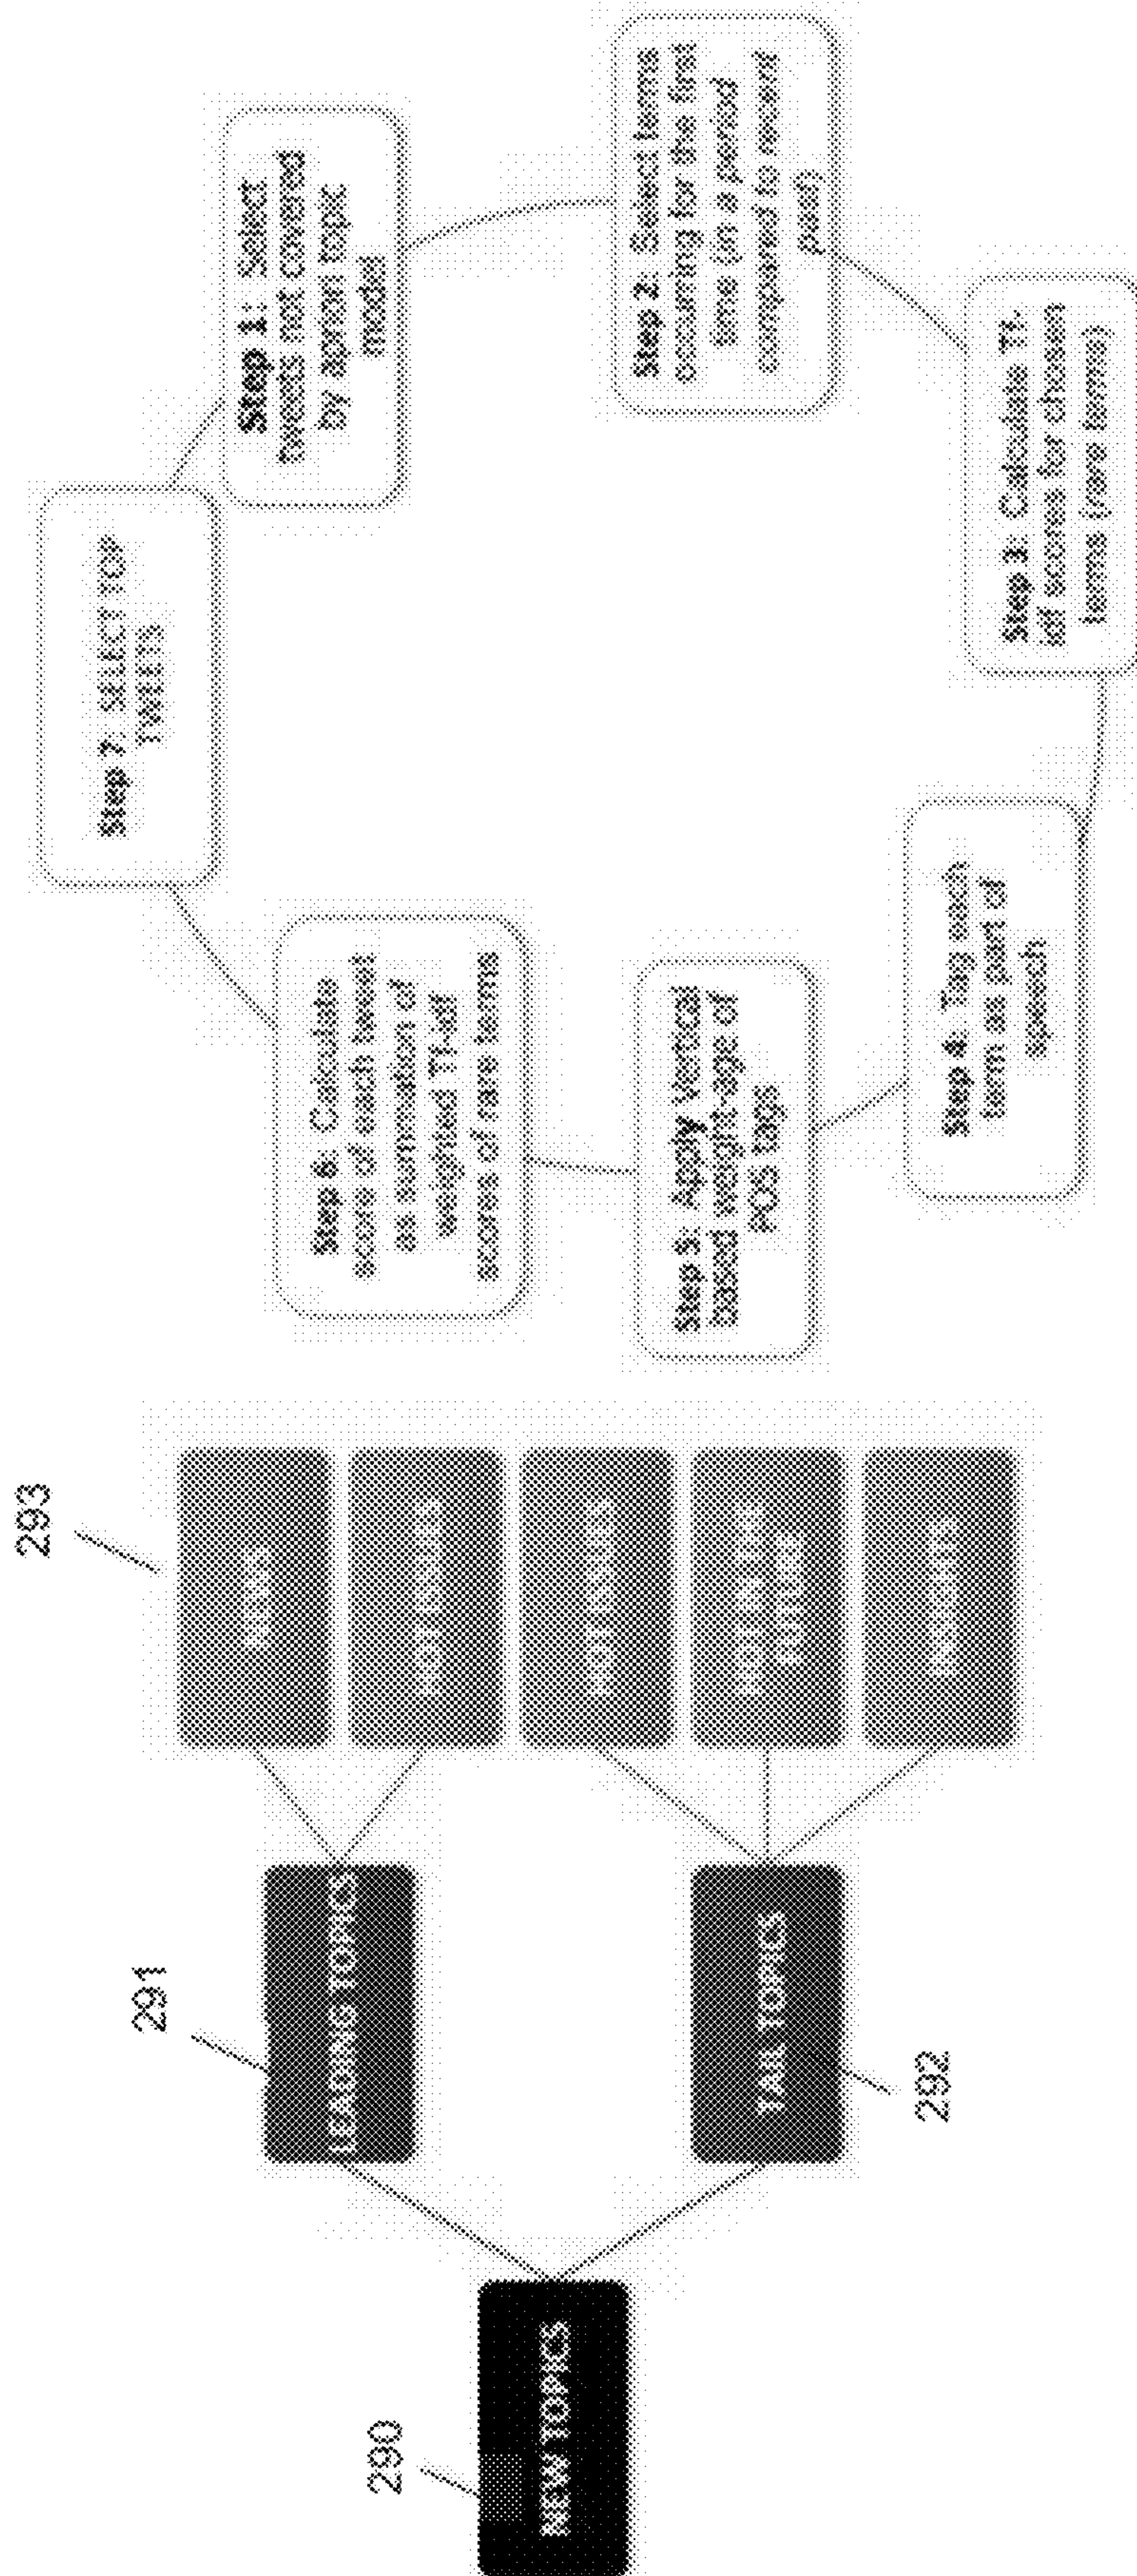 290
NEW TOPICS
291
LEADING TOPICS
292
TAIL TOPICS
293
Step 1: Select
tweets not covered
by apriori topic
model
Step 2: Select terms
occurring for the first
time (in a period
compared to recent
past)
Step 3: Calculate Tf-
idf scores for chosen
terms (rare terms)
Step 4: Tag each
term as part of
speech
Step 5: Apply vertical
based weight-age of
POS tags
Step 6: Calculate
score of each tweet
as summation of
weighted Tf-idf
scores of rare terms
Step 7: SELECT TOP
TWEETS